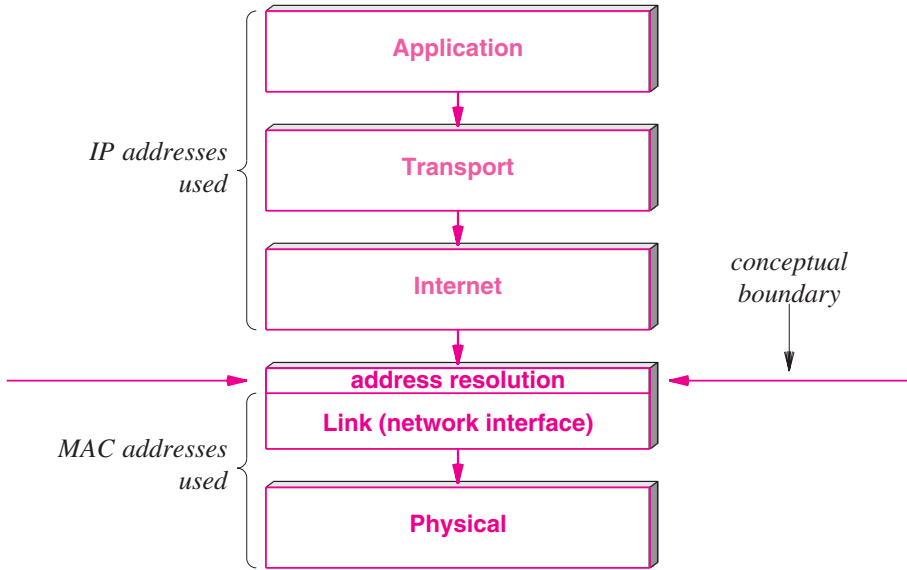 Application
IP addresses
used
Transport
Internet
conceptual
boundary
address resolution
Link (network interface)
MAC addresses
used
Physical